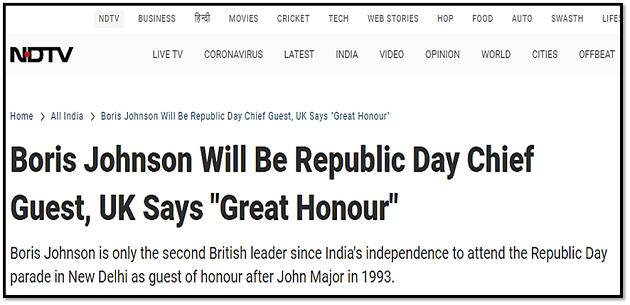 NDTV BUSINESS हिन्दी MOVIES CRICKET TECH WEB STORIES HOP FOOD AUTO SWASTH LIFES
NDTV LIVE TV CORONAVIRUS LATEST INDIA VIDEO OPINION WORLD CITIES OFFBEAT
Home > All India > Boris Johnson Will Be Republic Day Chief Guest, UK Says "Great Honour"
Boris Johnson Will Be Republic Day Chief
Guest, UK Says "Great Honour"
Boris Johnson is only the second British leader since India's independence to attend the Republic Day
parade in New Delhi as guest of honour after John Major in 1993.